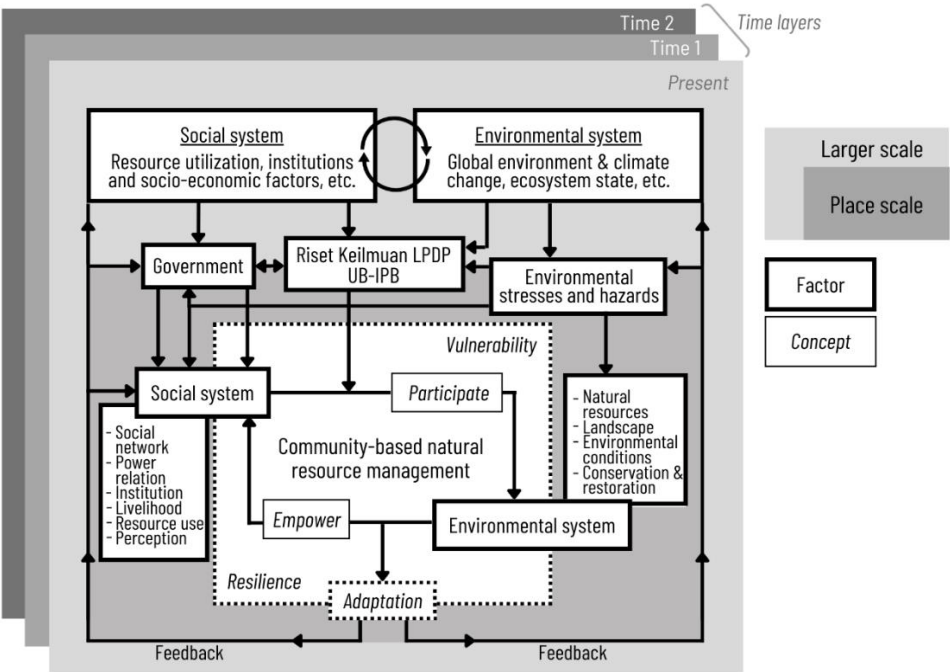 Time 2
Time layers
Time 1
Present
Social system
Resource utilization, institutions
and socio-economic factors, etc.
Environmental system
Global environment & climate
change, ecosystem state, etc.
Larger scale
Place scale
Government
Riset Keilmuan LPDP
UB-IPB
Environmental
stresses and hazards
Factor
Concept
Vulnerability
Social system
Participate
- Social
network
- Power
relation
- Institution
- Livelihood
- Resource use
- Perception
Community-based natural
resource management
- Natural
resources
- Landscape
- Environmental
conditions
- Conservation &
restoration
Empower
Environmental system
Resilience
Adaptation
Feedback
Feedback